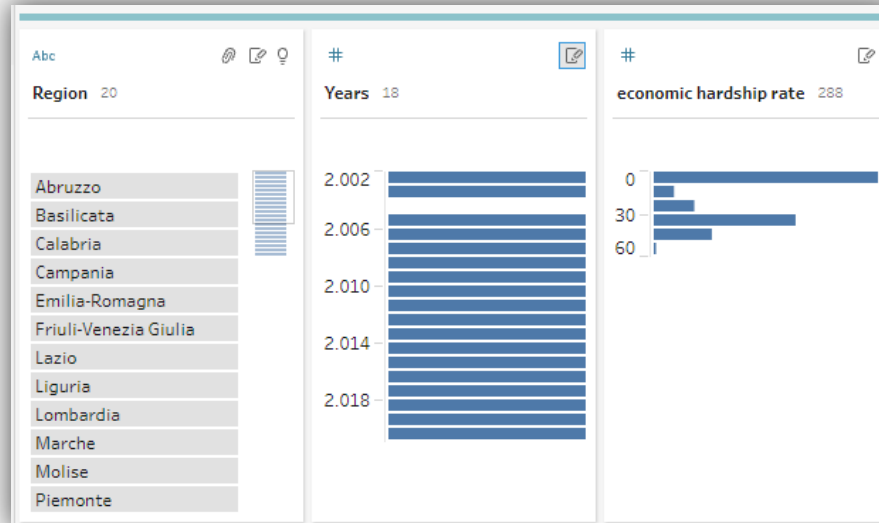 Abc
Region 20
Abruzzo
Basilicata
Calabria
Campania
Emilia-Romagna
Friuli-Venezia Giulia
Lazio
Liguria
Lombardia
Marche
Molise
Piemonte
#
Years 18
2.002
2.006
2.010
2.014
2.018
#
economic hardship rate 288
0
30
60